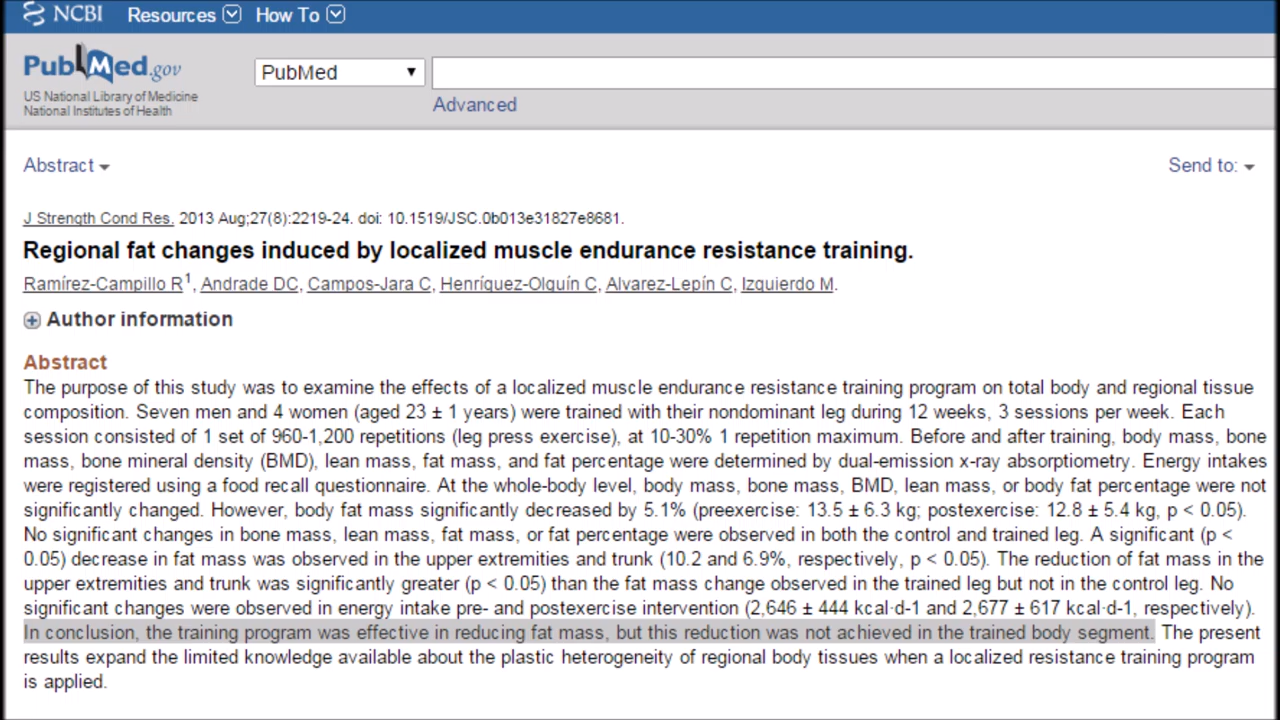 NCBI Resources How To
PubMed.gov
US National Library of Medicine
National Institutes of Health
PubMed
Advanced
Abstract
Send to:
J Strength Cond Res. 2013 Aug;27(8):2219-24. doi: 10.1519/JSC.0b013e31827e8681.
Regional fat changes induced by localized muscle endurance resistance training.
Ramírez-Campillo R1, Andrade DC, Campos-Jara C, Henríquez-Olguín C, Alvarez-Lepín C, Izquierdo M.
Author information
Abstract
The purpose of this study was to examine the effects of a localized muscle endurance resistance training program on total body and regional tissue
composition. Seven men and 4 women (aged 23 ± 1 years) were trained with their nondominant leg during 12 weeks, 3 sessions per week. Each
session consisted of 1 set of 960-1,200 repetitions (leg press exercise), at 10-30% 1 repetition maximum. Before and after training, body mass, bone
mass, bone mineral density (BMD), lean mass, fat mass, and fat percentage were determined by dual-emission x-ray absorptiometry. Energy intakes
were registered using a food recall questionnaire. At the whole-body level, body mass, bone mass, BMD, lean mass, or body fat percentage were not
significantly changed. However, body fat mass significantly decreased by 5.1% (preexercise: 13.5 ± 6.3 kg; postexercise: 12.8 ± 5.4 kg, p < 0.05).
No significant changes in bone mass, lean mass, fat mass, or fat percentage were observed in both the control and trained leg. A significant (p <
0.05) decrease in fat mass was observed in the upper extremities and trunk (10.2 and 6.9%, respectively, p < 0.05). The reduction of fat mass in the
upper extremities and trunk was significantly greater (p < 0.05) than the fat mass change observed in the trained leg but not in the control leg. No
significant changes were observed in energy intake pre- and postexercise intervention (2,646 ± 444 kcal·d-1 and 2,677 ± 617 kcal·d-1, respectively).
In conclusion, the training program was effective in reducing fat mass, but this reduction was not achieved in the trained body segment. The present
results expand the limited knowledge available about the plastic heterogeneity of regional body tissues when a localized resistance training program
is applied.